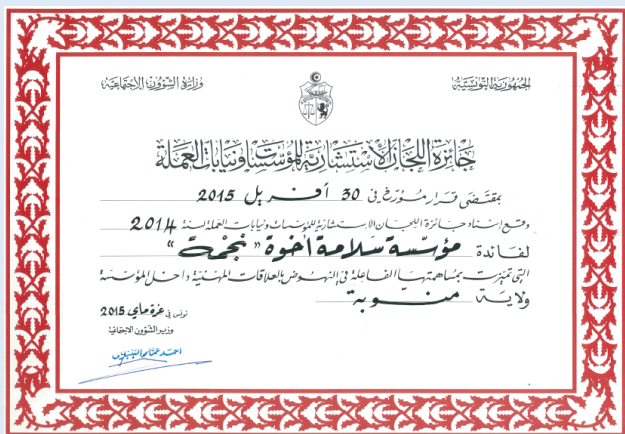 الجمهورية التونسية
وزارة الشؤون الاجتماعية
جائزة اللجان الاستشارية للمؤسسات ونيابات العملة
بمقتضى قرار مؤرخ في 30 أفريل 2015
وقع إسناد جائزة اللجان الاستشارية للمؤسسات ونيابات العملة لسنة 2014
لفائدة مؤسسة سلامة أخوة "نجمة"
التي تميزت بمساهمتها الفاعلة في النهوض بالعلاقات المهنية داخل المؤسسة
ولاية منوبة
تونس في غرة ماي 2015
وزير الشؤون الاجتماعية